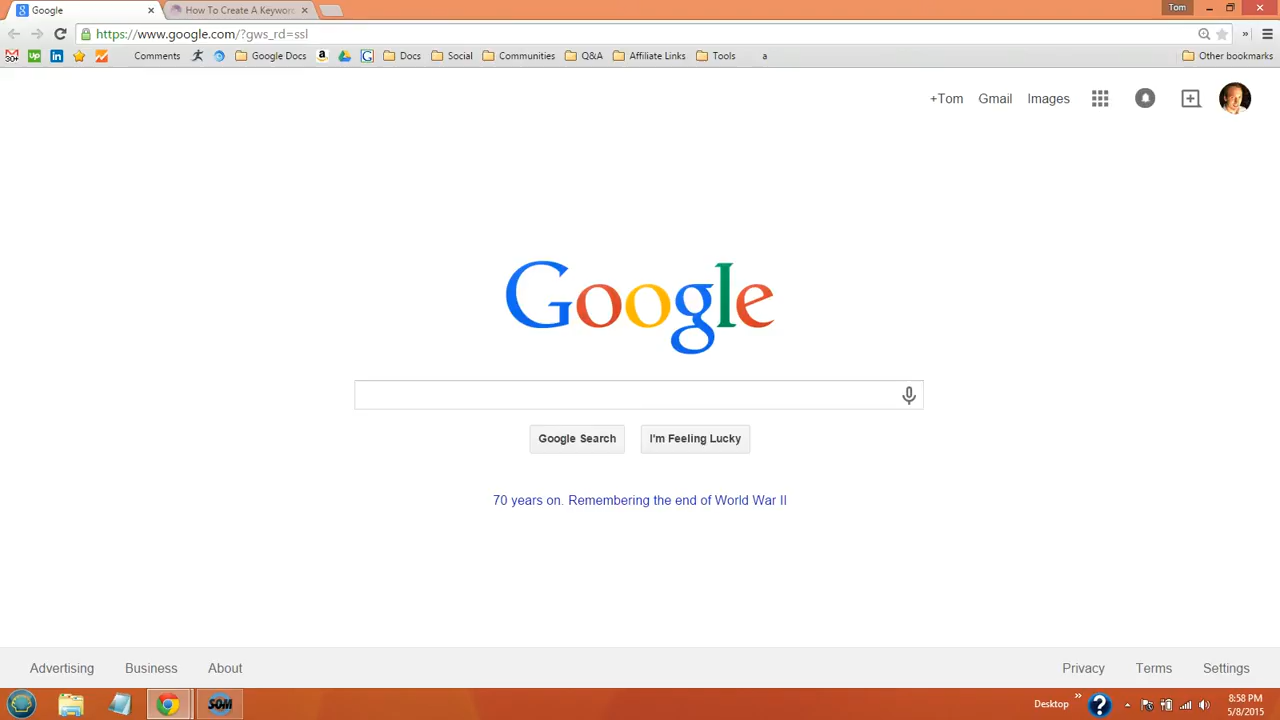 Google
How To Create A Keyword
Tom
https://www.google.com/?gws_rd=ssl
Comments
Google Docs
Docs
Social
Communities
Q&A
Affiliate Links
Tools
a
Other bookmarks
+Tom Gmail Images
Google
Google Search I'm Feeling Lucky
70 years on. Remembering the end of World War II
Advertising Business About Privacy Terms Settings
SOM
Desktop
8:58 PM
5/8/2015